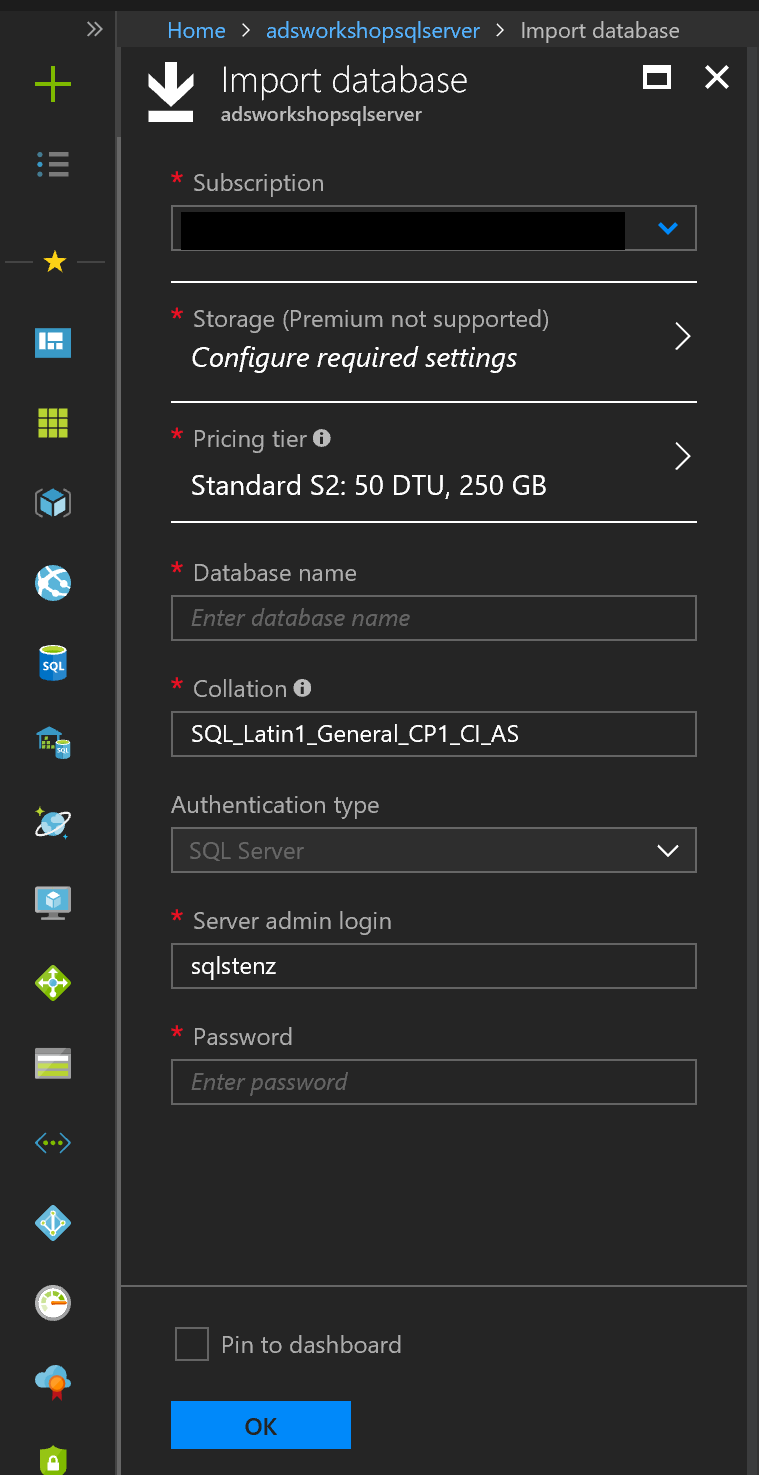 Home > adsworkshopsqlserver > Import database
Import database
adsworkshopsqlserver
* Subscription
* Storage (Premium not supported)
Configure required settings
* Pricing tier
Standard S2: 50 DTU, 250 GB
* Database name
Enter database name
* Collation
SQL_Latin1_General_CP1_CI_AS
Authentication type
SQL Server
* Server admin login
sqlstenz
* Password
Enter password
Pin to dashboard
OK
SQL
SQL